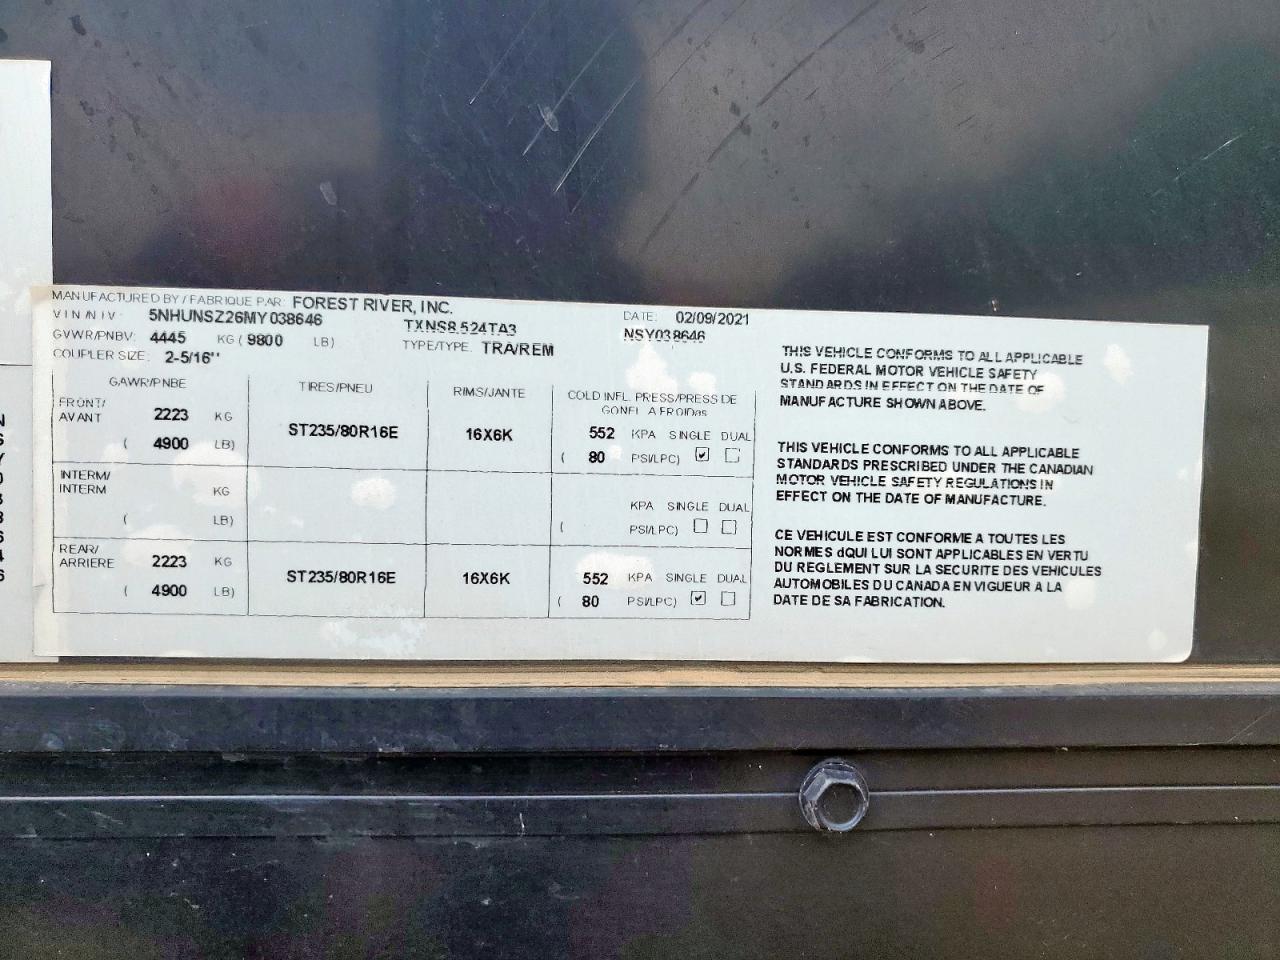 MANUFACTURED BY / FABRIQUE PAR: FOREST RIVER, INC.
V I N /N I V : 5NHUNSZ26MY038646 TXNS8.524TA3 DATE: 02/09/2021
GVWR/PNBV: 4445 KG ( 9800 LB) TYPE/TYPE: TRA/REM NSY038646
COUPLER SIZE: 2-5/16''
GAWR/PNBE TIRES/PNEU RIMS/JANTE COLD INFL. PRESS/PRESS DE
GONFL A FROIDas
FRONT/
AVANT 2223 KG ST235/80R16E 16X6K 552 KPA SINGLE DUAL
( 4900 LB) ( 80 PSI/LPC)
INTERM/
INTERM KG KPA SINGLE DUAL
( LB) ( PSI/LPC)
REAR/
ARRIERE 2223 KG ST235/80R16E 16X6K 552 KPA SINGLE DUAL
( 4900 LB) ( 80 PSI/LPC)
THIS VEHICLE CONFORMS TO ALL APPLICABLE
U.S. FEDERAL MOTOR VEHICLE SAFETY
STANDARDS IN EFFECT ON THE DATE OF
MANUFACTURE SHOWN ABOVE.
THIS VEHICLE CONFORMS TO ALL APPLICABLE
STANDARDS PRESCRIBED UNDER THE CANADIAN
MOTOR VEHICLE SAFETY REGULATIONS IN
EFFECT ON THE DATE OF MANUFACTURE.
CE VEHICULE EST CONFORME A TOUTES LES
NORMES dQUI LUI SONT APPLICABLES EN VERTU
DU REGLEMENT SUR LA SECURITE DES VEHICULES
AUTOMOBILES DU CANADA EN VIGUEUR A LA
DATE DE SA FABRICATION.